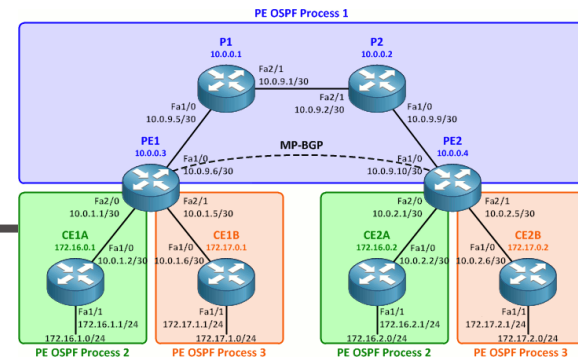 PE OSPF Process 1
P1
10.0.0.1
P2
10.0.0.2
Fa2/1
10.0.9.1/30
Fa2/1
10.0.9.2/30
Fa1/0
10.0.9.5/30
Fa1/0
10.0.9.9/30
PE1
10.0.0.3
MP-BGP
PE2
10.0.0.4
Fa1/0
10.0.9.6/30
Fa1/0
10.0.9.10/30
Fa2/0
10.0.1.1/30
Fa2/1
10.0.1.5/30
Fa2/0
10.0.2.1/30
Fa2/1
10.0.2.5/30
CE1A
172.16.0.1
CE1B
172.17.0.1
CE2A
172.16.0.2
CE2B
172.17.0.2
Fa1/0
10.0.1.2/30
Fa1/0
10.0.1.6/30
Fa1/0
10.0.2.2/30
Fa1/0
10.0.2.6/30
Fa1/1
172.16.1.1/24
Fa1/1
172.17.1.1/24
Fa1/1
172.16.2.1/24
Fa1/1
172.17.2.1/24
172.16.1.0/24
172.17.1.0/24
172.16.2.0/24
172.17.2.0/24
PE OSPF Process 2
PE OSPF Process 3
PE OSPF Process 2
PE OSPF Process 3